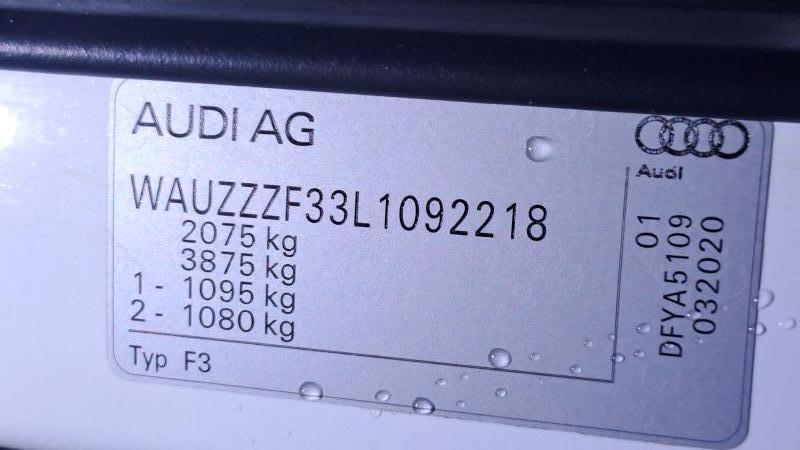 AUDI AG
WAUZZZF33L1092218
2075 kg
3875 kg
1 - 1095 kg
2 - 1080 kg
Typ F3
Audi
01
DFYA5109
032020